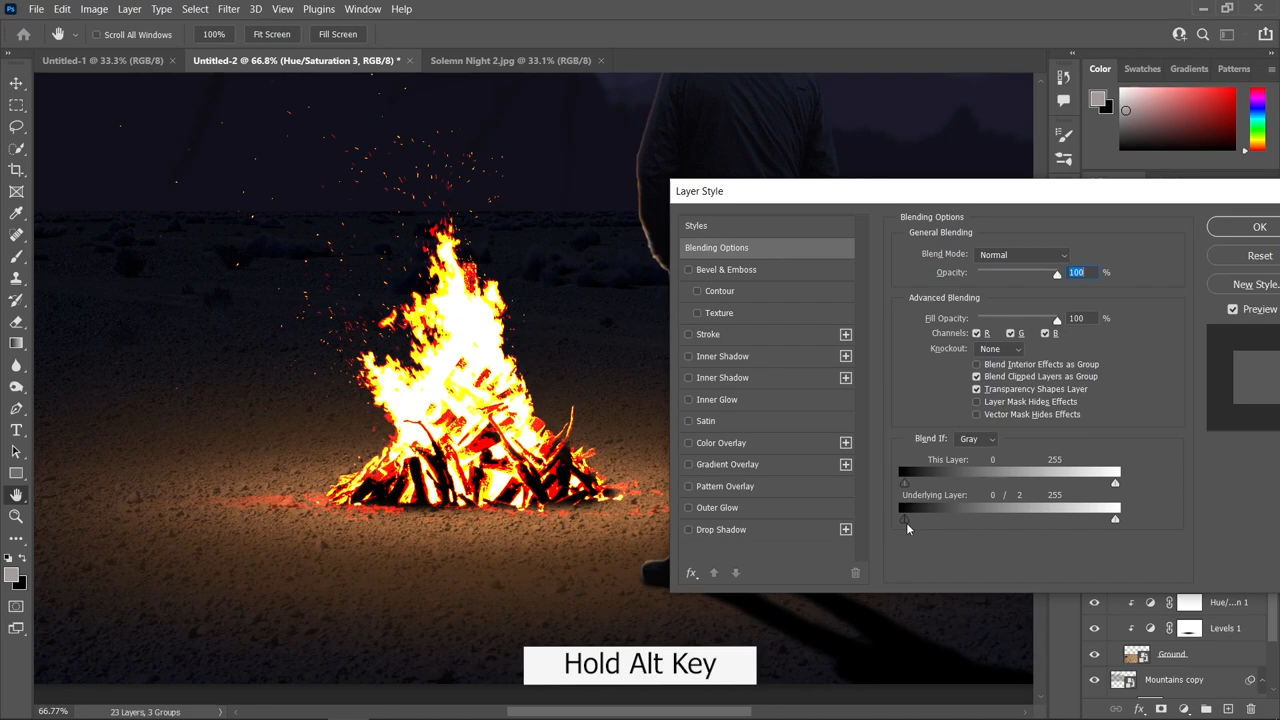 Ps File Edit Image Layer Type Select Filter 3D View Plugins Window Help
Scroll All Windows 100% Fit Screen Fill Screen
Untitled-1 @ 33.3% (RGB/8) × Untitled-2 @ 66.8% (Hue/Saturation 3, RGB/8) * × Solemn Night 2.jpg @ 33.1% (RGB/8) ×
Color Swatches Gradients Patterns
Layer Style
Styles
Blending Options
Bevel & Emboss
Contour
Texture
Stroke
Inner Shadow
Inner Shadow
Inner Glow
Satin
Color Overlay
Gradient Overlay
Pattern Overlay
Outer Glow
Drop Shadow
fx
Blending Options
General Blending
Blend Mode: Normal
Opacity: 100 %
Advanced Blending
Fill Opacity: 100 %
Channels: R G B
Knockout: None
Blend Interior Effects as Group
Blend Clipped Layers as Group
Transparency Shapes Layer
Layer Mask Hides Effects
Vector Mask Hides Effects
Blend If: Gray
This Layer: 0 255
Underlying Layer: 0 / 2 255
OK
Reset
New Style.
Preview
Hue/...n 1
Levels 1
Ground
Mountains copy
fx
Hold Alt Key
66.77% 23 Layers, 3 Groups